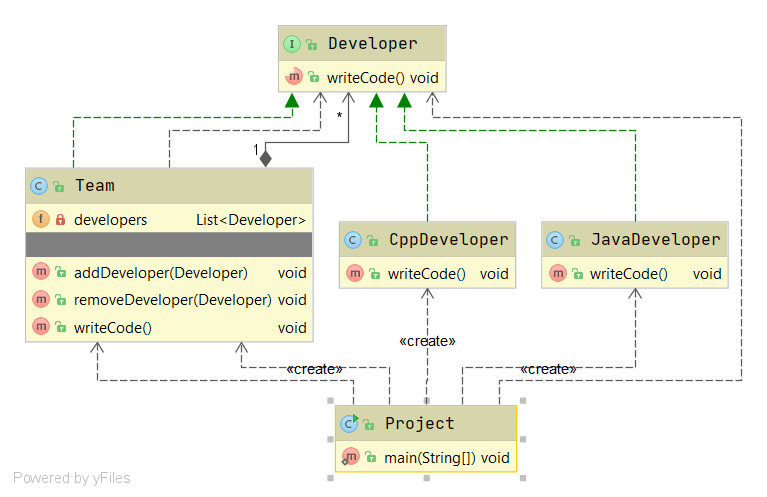 I Developer
m writeCode() void
*
1
C Team
f developers List<Developer>
m addDeveloper(Developer) void
m removeDeveloper(Developer) void
m writeCode() void
C CppDeveloper
m writeCode() void
C JavaDeveloper
m writeCode() void
«create»
«create»
«create»
C Project
m main(String[]) void
Powered by yFiles